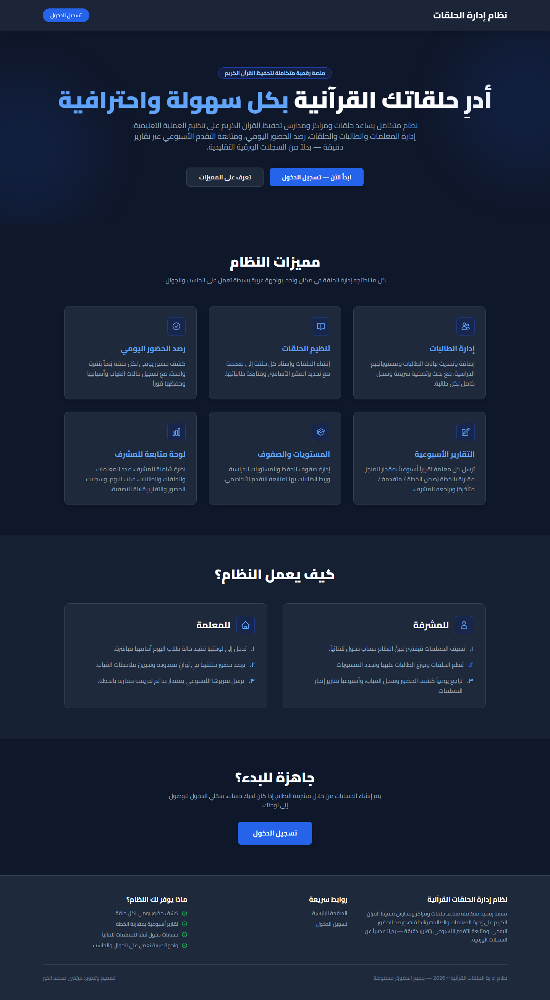 نظام إدارة الحلقات
تسجيل الدخول
منصة رقمية متكاملة لتحفيظ القرآن الكريم
أدرِ حلقاتك القرآنية بكل سهولة واحترافية
نظام متكامل يساعد حلقات ومراكز ومدارس تحفيظ القرآن الكريم على تنظيم العملية التعليمية:
إدارة المعلمات والطالبات والحلقات، رصد الحضور اليومي، ومتابعة التقدم الأسبوعي عبر تقارير
دقيقة — بدلاً من السجلات الورقية التقليدية.
ابدأ الآن — تسجيل الدخول
تعرف على المميزات
مميزات النظام
كل ما تحتاجه إدارة الحلقة في مكان واحد، بواجهة عربية بسيطة تعمل على الحاسب والجوال.
إدارة الطالبات
إضافة وتحديث بيانات الطالبات ومستوياتهم
الدراسية، مع بحث وتصفية سريعة وسجل
كامل لكل طالبة.
تنظيم الحلقات
إنشاء الحلقات وإسناد كل حلقة إلى معلمة
مع تحديد المقرر الأساسي ومتابعة طالباتها.
رصد الحضور اليومي
كشف حضور يومي لكل حلقة يُعبأ بنقرة
واحدة، مع تسجيل حالات الغياب وأسبابها
وحفظها فوراً.
التقارير الأسبوعية
ترسل كل معلمة تقريراً أسبوعياً بمقدار المنجز
مقارنة بالخطة (ضمن الخطة / متقدمة /
متأخرة) ويراجعه المشرف.
المستويات والصفوف
إدارة صفوف الحفظ والمستويات الدراسية
وربط الطالبات بها لمتابعة التقدم الأكاديمي.
لوحة متابعة للمشرف
نظرة شاملة للمشرف: عدد المعلمات
والحلقات والطالبات، غياب اليوم، وسجلات
الحضور والتقارير قابلة للتصفية.
كيف يعمل النظام؟
للمشرفة
١. تضيف المعلمات فينشئ لهنَّ النظام حساب دخول تلقائياً.
٢. تنظم الحلقات وتوزع الطالبات عليها وتحدد المستويات.
٣. تراجع يومياً كشف الحضور وسجل الغياب، وأسبوعياً تقارير إنجاز
المعلمات.
للمعلمة
١. تدخل إلى لوحتها فتجد حالة طلاب اليوم أمامها مباشرة.
٢. ترصد حضور حلقتها في ثوانٍ معدودة وتدوين ملاحظات الغياب.
٣. ترسل تقريرها الأسبوعي بمقدار ما تم تدريسه مقارنة بالخطة.
جاهزة للبدء؟
يتم إنشاء الحسابات من خلال مشرفة النظام. إذا كان لديك حساب، سجّلي الدخول للوصول
إلى لوحتك.
تسجيل الدخول
نظام إدارة الحلقات القرآنية
منصة رقمية متكاملة تساعد حلقات ومراكز ومدارس تحفيظ القرآن
الكريم على إدارة المعلمات والطالبات والحلقات، ورصد الحضور
اليومي، ومتابعة التقدم الأسبوعي بتقارير دقيقة — بديلاً عصرياً عن
السجلات الورقية.
روابط سريعة
الصفحة الرئيسية
تسجيل الدخول
ماذا يوفر لك النظام؟
كشف حضور يومي لكل حلقة
تقارير أسبوعية بمقارنة الخطة
حسابات دخول تُنشأ للمعلمات تلقائياً
واجهة عربية تعمل على الجوال والحاسب
نظام إدارة الحلقات القرآنية © 2026 — جميع الحقوق محفوظة
تصميم وتطوير: مرتضى محمد الخير